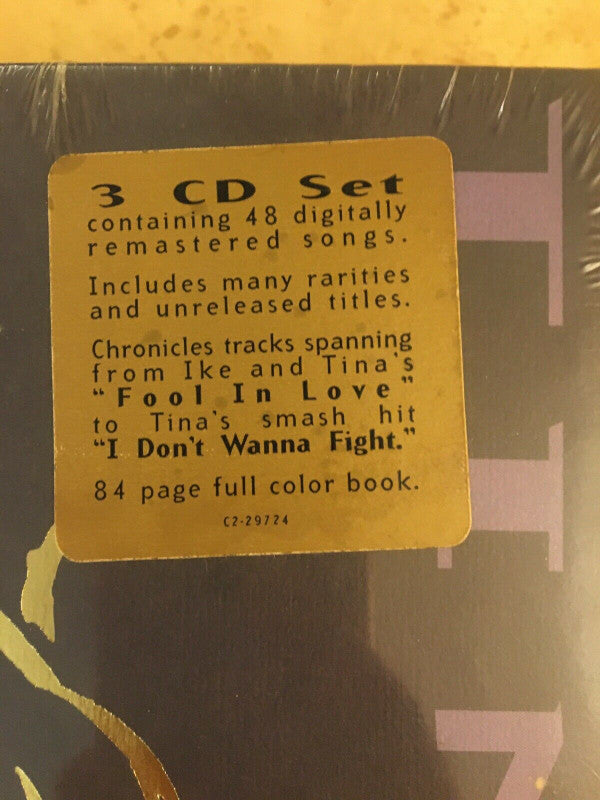 3 CD Set
containing 48 digitally
remastered songs.
Includes many rarities
and unreleased titles.
Chronicles tracks spanning
from Ike and Tina's
“Fool In Love”
to Tina's smash hit
“I Don't Wanna Fight.”
84 page full color book.
C2-29724
T
I
N